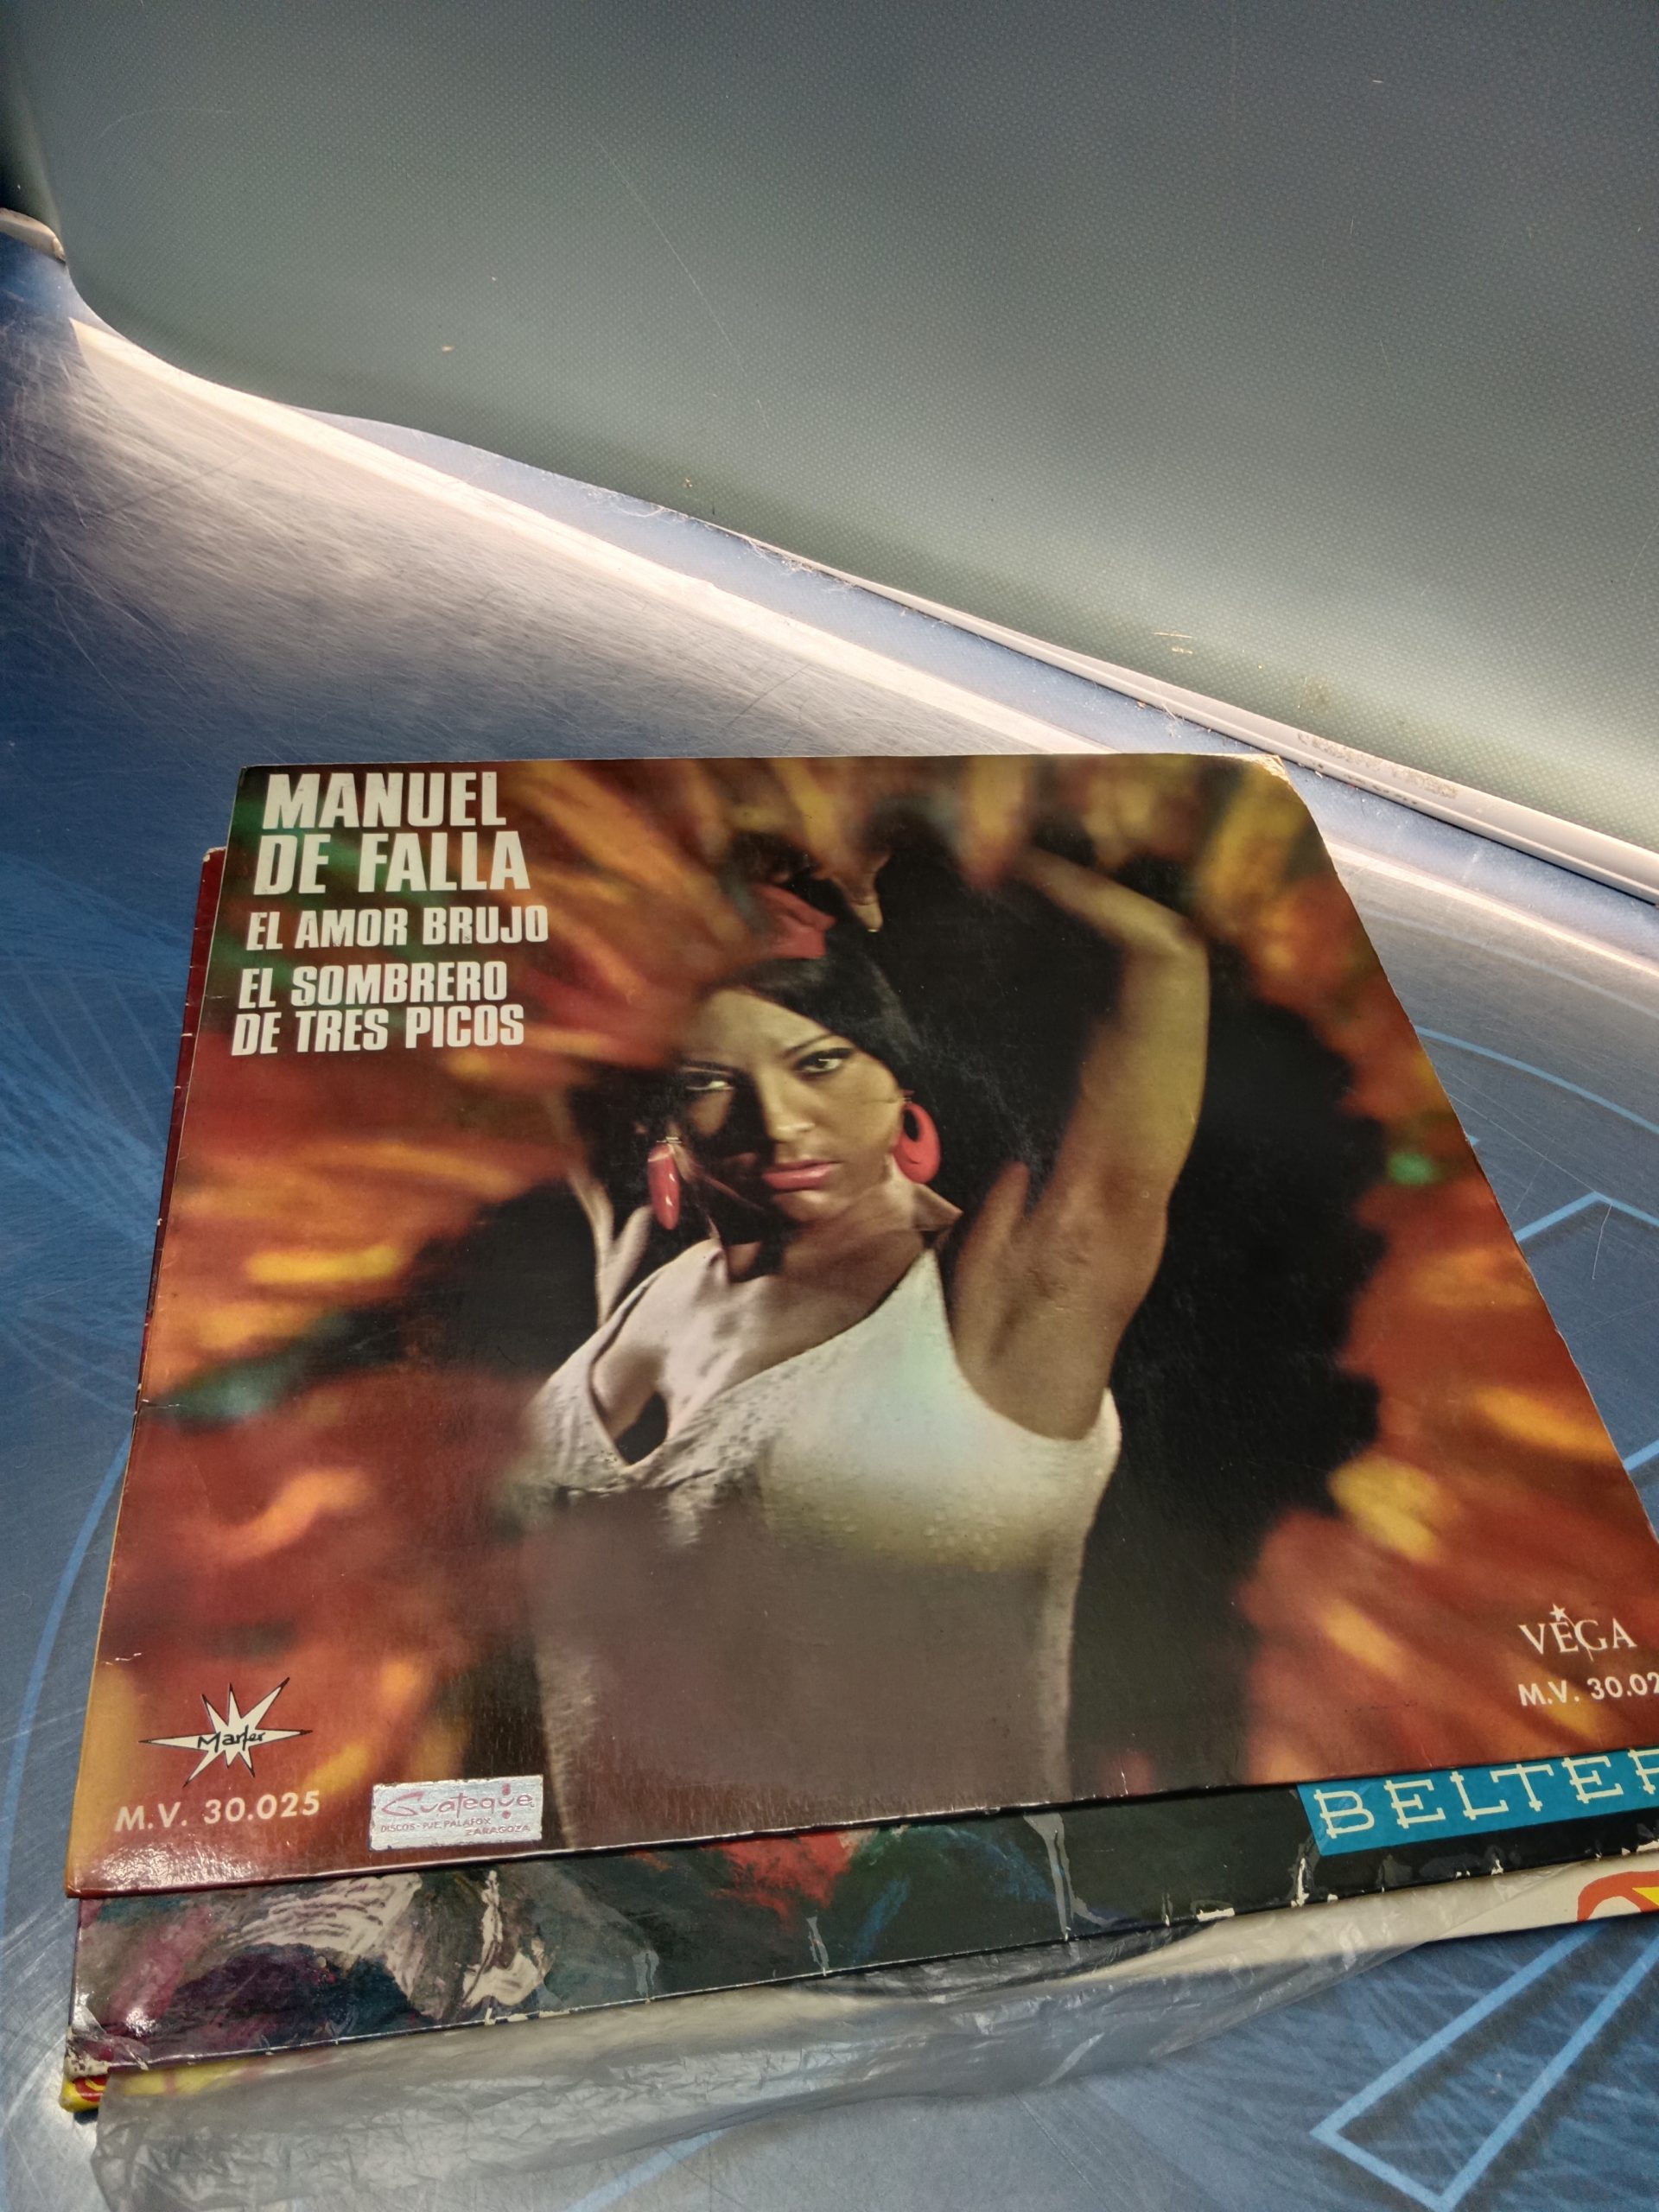 MANUEL
DE FALLA
EL AMOR BRUJO
EL SOMBRERO
DE TRES PICOS
VEGA
M.V. 30.02
Marfer
M.V. 30.025
Guateque
DISCOS - PJE. PALAFOX
ZARAGOZA
BELTER